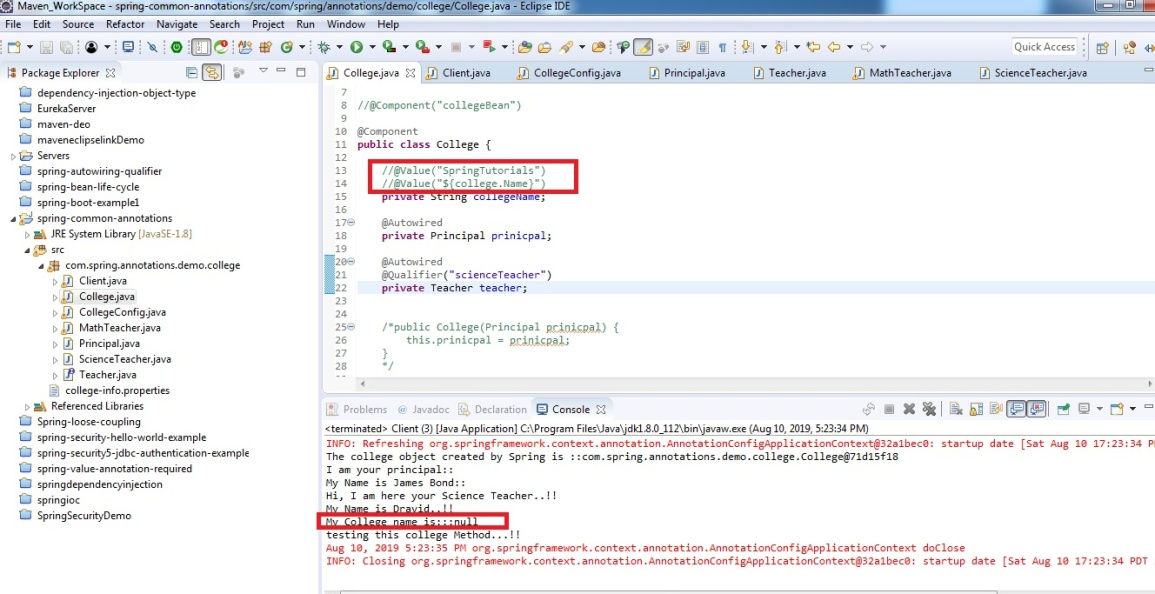 Maven_WorkSpace - spring-common-annotations/src/com/spring/annotations/demo/college/College.java - Eclipse IDE
File Edit Source Refactor Navigate Search Project Run Window Help
Quick Access
Package Explorer
dependency-injection-object-type
EurekaServer
maven-deo
maveneclipselinkDemo
Servers
spring-autowiring-qualifier
spring-bean-life-cycle
spring-boot-example1
spring-common-annotations
JRE System Library [JavaSE-1.8]
src
com.spring.annotations.demo.college
Client.java
College.java
CollegeConfig.java
MathTeacher.java
Principal.java
ScienceTeacher.java
Teacher.java
college-info.properties
Referenced Libraries
Spring-loose-coupling
spring-security-hello-world-example
spring-security5-jdbc-authentication-example
spring-value-annotation-required
springdependencyinjection
springioc
SpringSecurityDemo
College.java Client.java CollegeConfig.java Principal.java Teacher.java MathTeacher.java ScienceTeacher.java
7
8 //@Component("collegeBean")
9
10 @Component
11 public class College {
12
13 //@Value("SpringTutorials")
14 //@Value("${college.Name}")
15 private String collegeName;
16
17 @Autowired
18 private Principal prinicpal;
19
20 @Autowired
21 @Qualifier("scienceTeacher")
22 private Teacher teacher;
23
24
25 /*public College(Principal prinicpal) {
26 this.prinicpal = prinicpal;
27 }
28 */
Problems Javadoc Declaration Console
<terminated> Client (3) [Java Application] C:\Program Files\Java\jdk1.8.0_112\bin\javaw.exe (Aug 10, 2019, 5:23:34 PM)
INFO: Refreshing org.springframework.context.annotation.AnnotationConfigApplicationContext@32a1bec0: startup date [Sat Aug 10 17:23:34 P
The college object created by Spring is ::com.spring.annotations.demo.college.College@71d15f18
I am your principal::
My Name is James Bond::
Hi, I am here your Science Teacher..!!
My Name is Dravid..!!
My College name is:::null
testing this college Method...!!
Aug 10, 2019 5:23:35 PM org.springframework.context.annotation.AnnotationConfigApplicationContext doClose
INFO: Closing org.springframework.context.annotation.AnnotationConfigApplicationContext@32a1bec0: startup date [Sat Aug 10 17:23:34 PDT